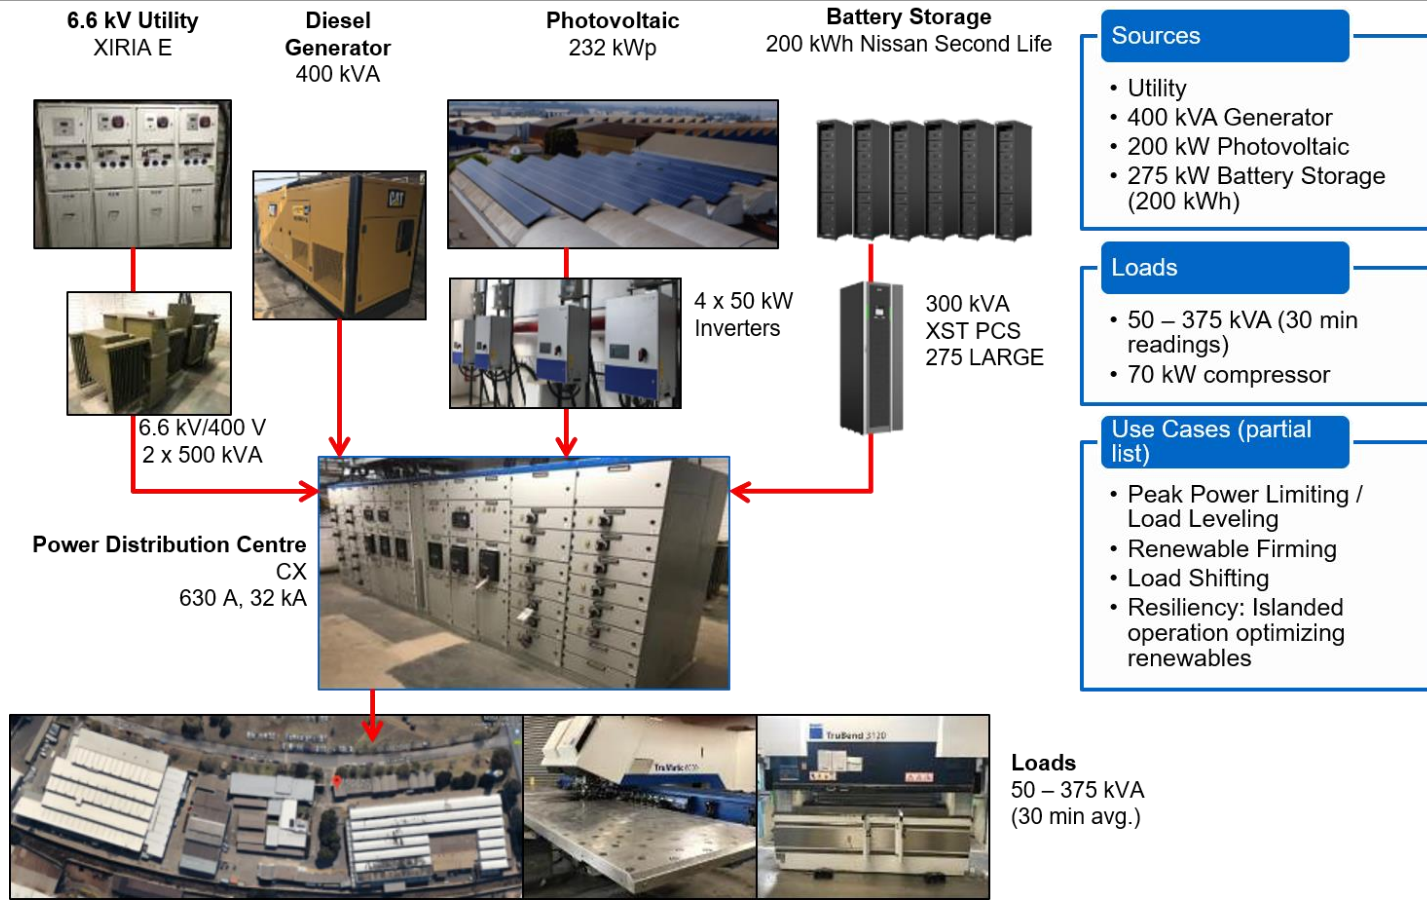 6.6 kV Utility
XIRIA E
Diesel
Generator
400 kVA
Photovoltaic
232 kWp
Battery Storage
200 kWh Nissan Second Life
CAT
4 x 50 kW
Inverters
300 kVA
XST PCS
275 LARGE
6.6 kV/400 V
2 x 500 kVA
Power Distribution Centre
CX
630 A, 32 kA
TruMatic
TruBend 3120
Loads
50 – 375 kVA
(30 min avg.)
Sources
• Utility
• 400 kVA Generator
• 200 kW Photovoltaic
• 275 kW Battery Storage
(200 kWh)
Loads
• 50 – 375 kVA (30 min
readings)
• 70 kW compressor
Use Cases (partial
list)
• Peak Power Limiting /
Load Leveling
• Renewable Firming
• Load Shifting
• Resiliency: Islanded
operation optimizing
renewables